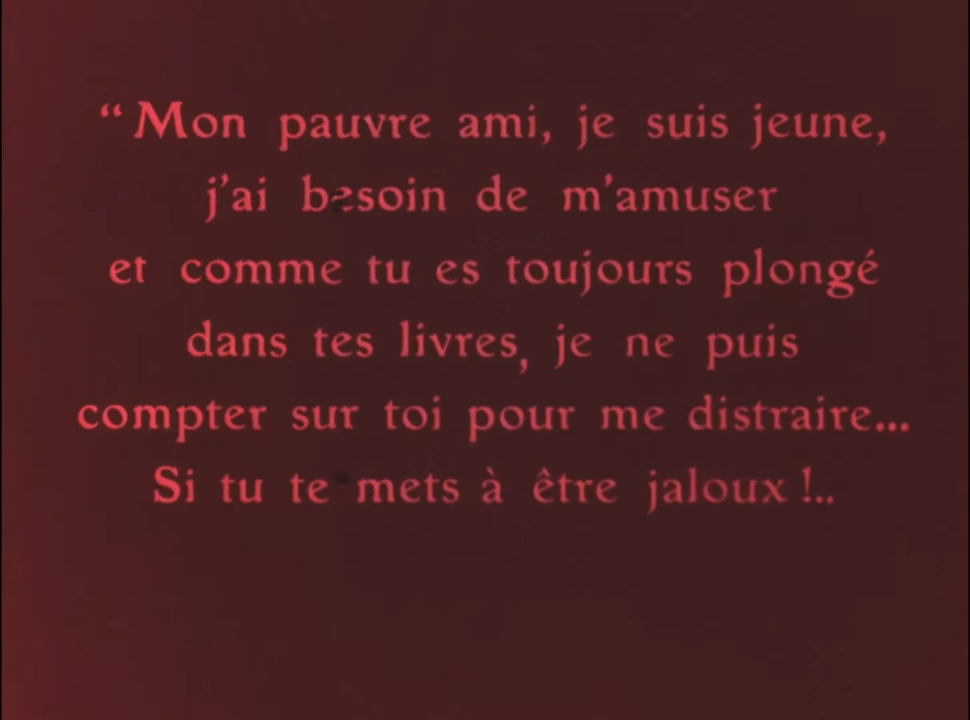 “Mon pauvre ami, je suis jeune,
j’ai besoin de m’amuser
et comme tu es toujours plongé
dans tes livres, je ne puis
compter sur toi pour me distraire...
Si tu te mets à être jaloux !..